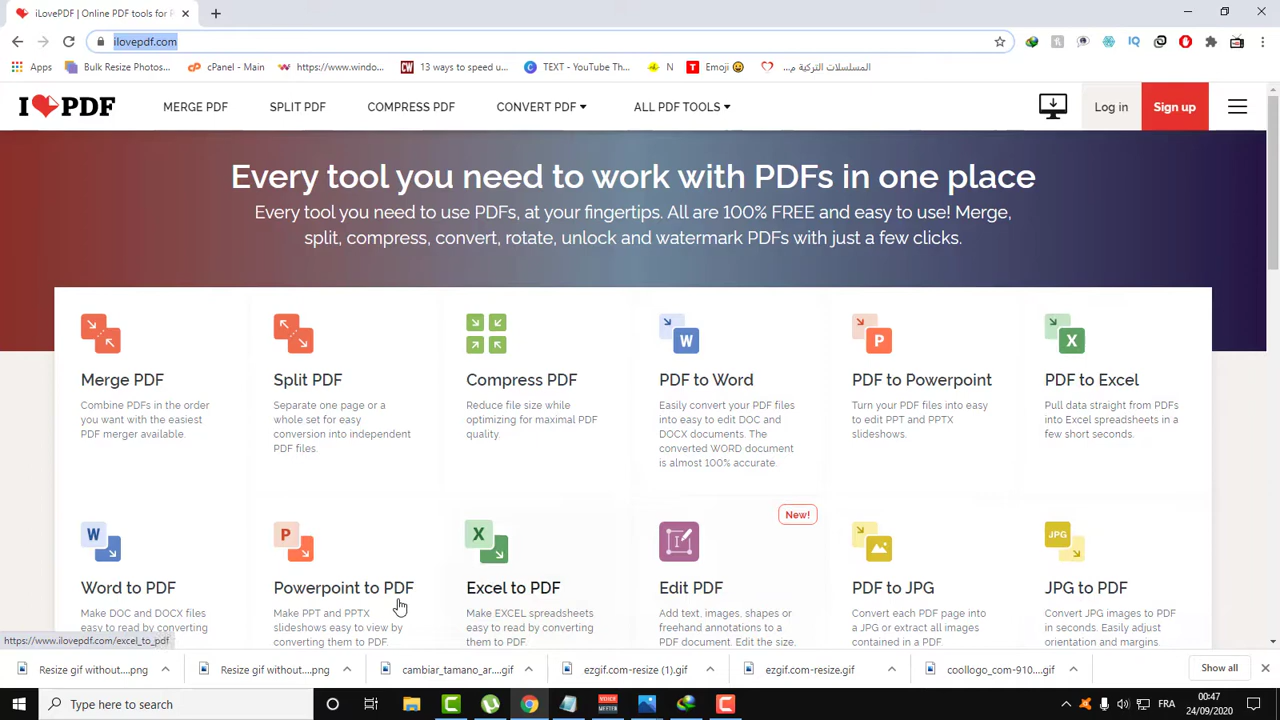 iLovePDF | Online PDF tools for P
ilovepdf.com
Apps
Bulk Resize Photos...
cPanel - Main
https://www.windo...
13 ways to speed u...
TEXT - YouTube Th...
N
Emoji 😀
المسلسلات التركية م...
I PDF
MERGE PDF
SPLIT PDF
COMPRESS PDF
CONVERT PDF
ALL PDF TOOLS
Log in
Sign up
Every tool you need to work with PDFs in one place
Every tool you need to use PDFs, at your fingertips. All are 100% FREE and easy to use! Merge,
split, compress, convert, rotate, unlock and watermark PDFs with just a few clicks.
Merge PDF
Combine PDFs in the order
you want with the easiest
PDF merger available.
Split PDF
Separate one page or a
whole set for easy
conversion into independent
PDF files.
Compress PDF
Reduce file size while
optimizing for maximal PDF
quality.
W
PDF to Word
Easily convert your PDF files
into easy to edit DOC and
DOCX documents. The
converted WORD document
is almost 100% accurate.
P
PDF to Powerpoint
Turn your PDF files into easy
to edit PPT and PPTX
slideshows.
X
PDF to Excel
Pull data straight from PDFs
into Excel spreadsheets in a
few short seconds.
W
Word to PDF
Make DOC and DOCX files
easy to read by converting
P
Powerpoint to PDF
Make PPT and PPTX
slideshows easy to view by
converting them to PDF.
X
Excel to PDF
Make EXCEL spreadsheets
easy to read by converting
them to PDF.
New!
Edit PDF
Add text, images, shapes or
freehand annotations to a
PDF document. Edit the size,
PDF to JPG
Convert each PDF page into
a JPG or extract all images
contained in a PDF.
JPG
JPG to PDF
Convert JPG images to PDF
in seconds. Easily adjust
orientation and margins.
https://www.ilovepdf.com/excel_to_pdf
Resize gif without....png
Resize gif without....png
cambiar_tamano_ar....gif
ezgif.com-resize (1).gif
ezgif.com-resize.gif
coollogo_com-910....gif
Show all
Type here to search
FRA
00:47
24/09/2020